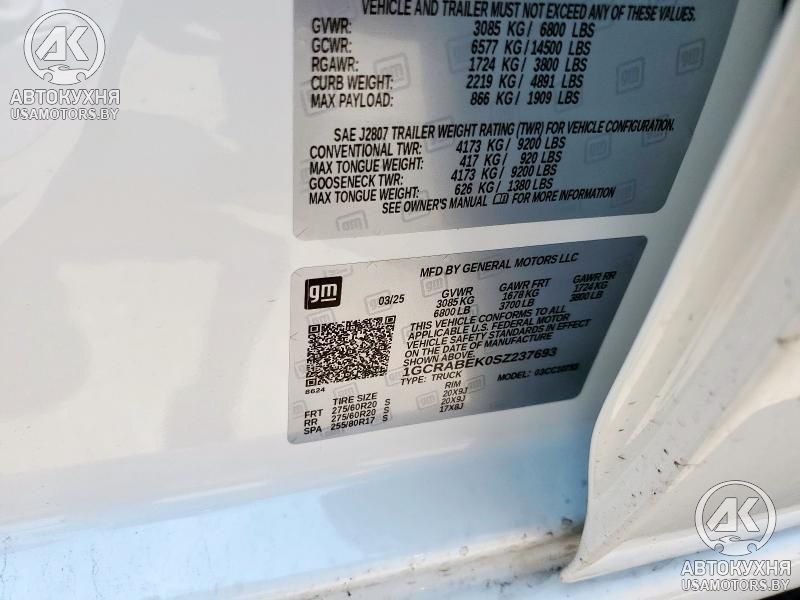 АК
АВТОКУХНЯ
USAMOTORS.BY
VEHICLE AND TRAILER MUST NOT EXCEED ANY OF THESE VALUES.
GVWR: 3085 KG / 6800 LBS
GCWR: 6577 KG / 14500 LBS
RGAWR: 1724 KG / 3800 LBS
CURB WEIGHT: 2219 KG / 4891 LBS
MAX PAYLOAD: 866 KG / 1909 LBS
SAE J2807 TRAILER WEIGHT RATING (TWR) FOR VEHICLE CONFIGURATION.
CONVENTIONAL TWR: 4173 KG / 9200 LBS
MAX TONGUE WEIGHT: 417 KG / 920 LBS
GOOSENECK TWR: 4173 KG / 9200 LBS
MAX TONGUE WEIGHT: 626 KG / 1380 LBS
SEE OWNER'S MANUAL FOR MORE INFORMATION
gm
MFD BY GENERAL MOTORS LLC
03/25
GVWR GAWR FRT GAWR RR
3085 KG 1678 KG 1724 KG
6800 LB 3700 LB 3800 LB
THIS VEHICLE CONFORMS TO ALL
APPLICABLE U.S. FEDERAL MOTOR
VEHICLE SAFETY STANDARDS IN EFFECT
ON THE DATE OF MANUFACTURE
SHOWN ABOVE.
1GCRABEK0SZ237693
TYPE: TRUCK MODEL:
8624
TIRE SIZE RIM
FRT 275/60R20 S 20X9J
RR 275/60R20 S 20X9J
SPA 255/80R17 S 17X8J
АК
АВТОКУХНЯ
USAMOTORS.BY